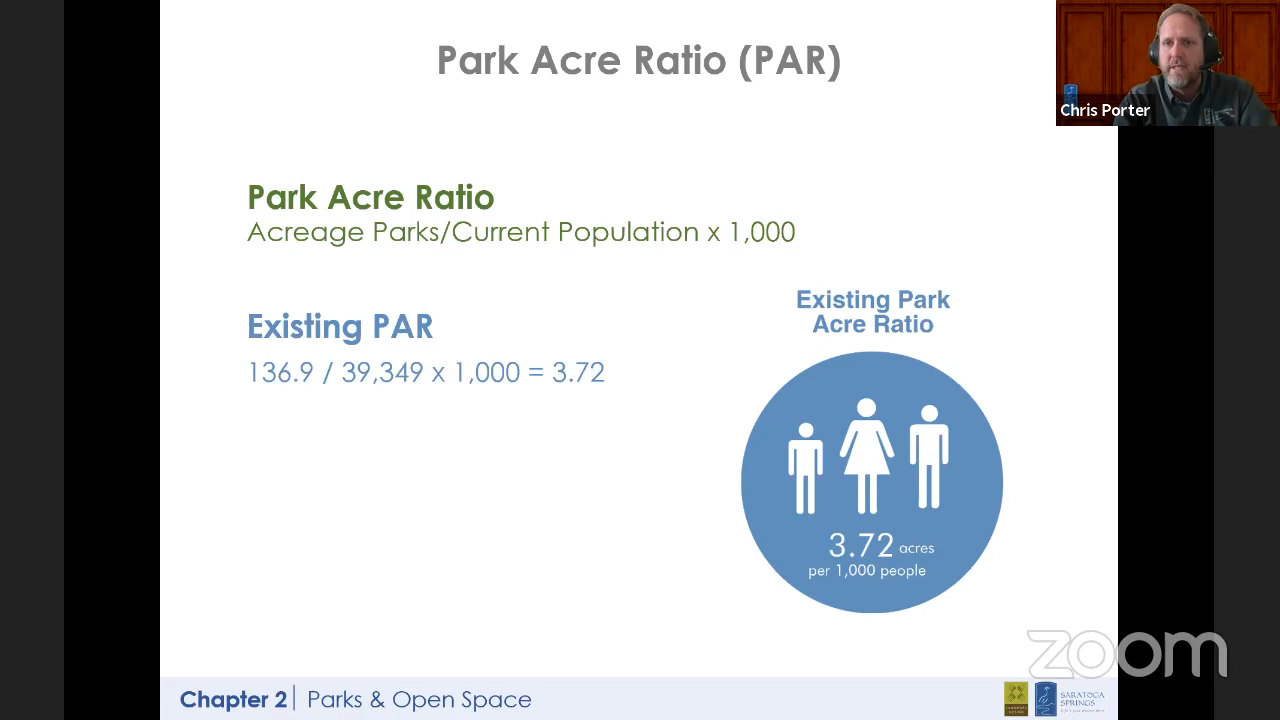 Park Acre Ratio (PAR)
Chris Porter
Park Acre Ratio
Acreage Parks/Current Population x 1,000
Existing PAR
136.9 / 39,349 x 1,000 = 3.72
Existing Park
Acre Ratio
3.72 acres
per 1,000 people
zoom
Chapter 2 | Parks & Open Space
SARATOGA
SPRINGS